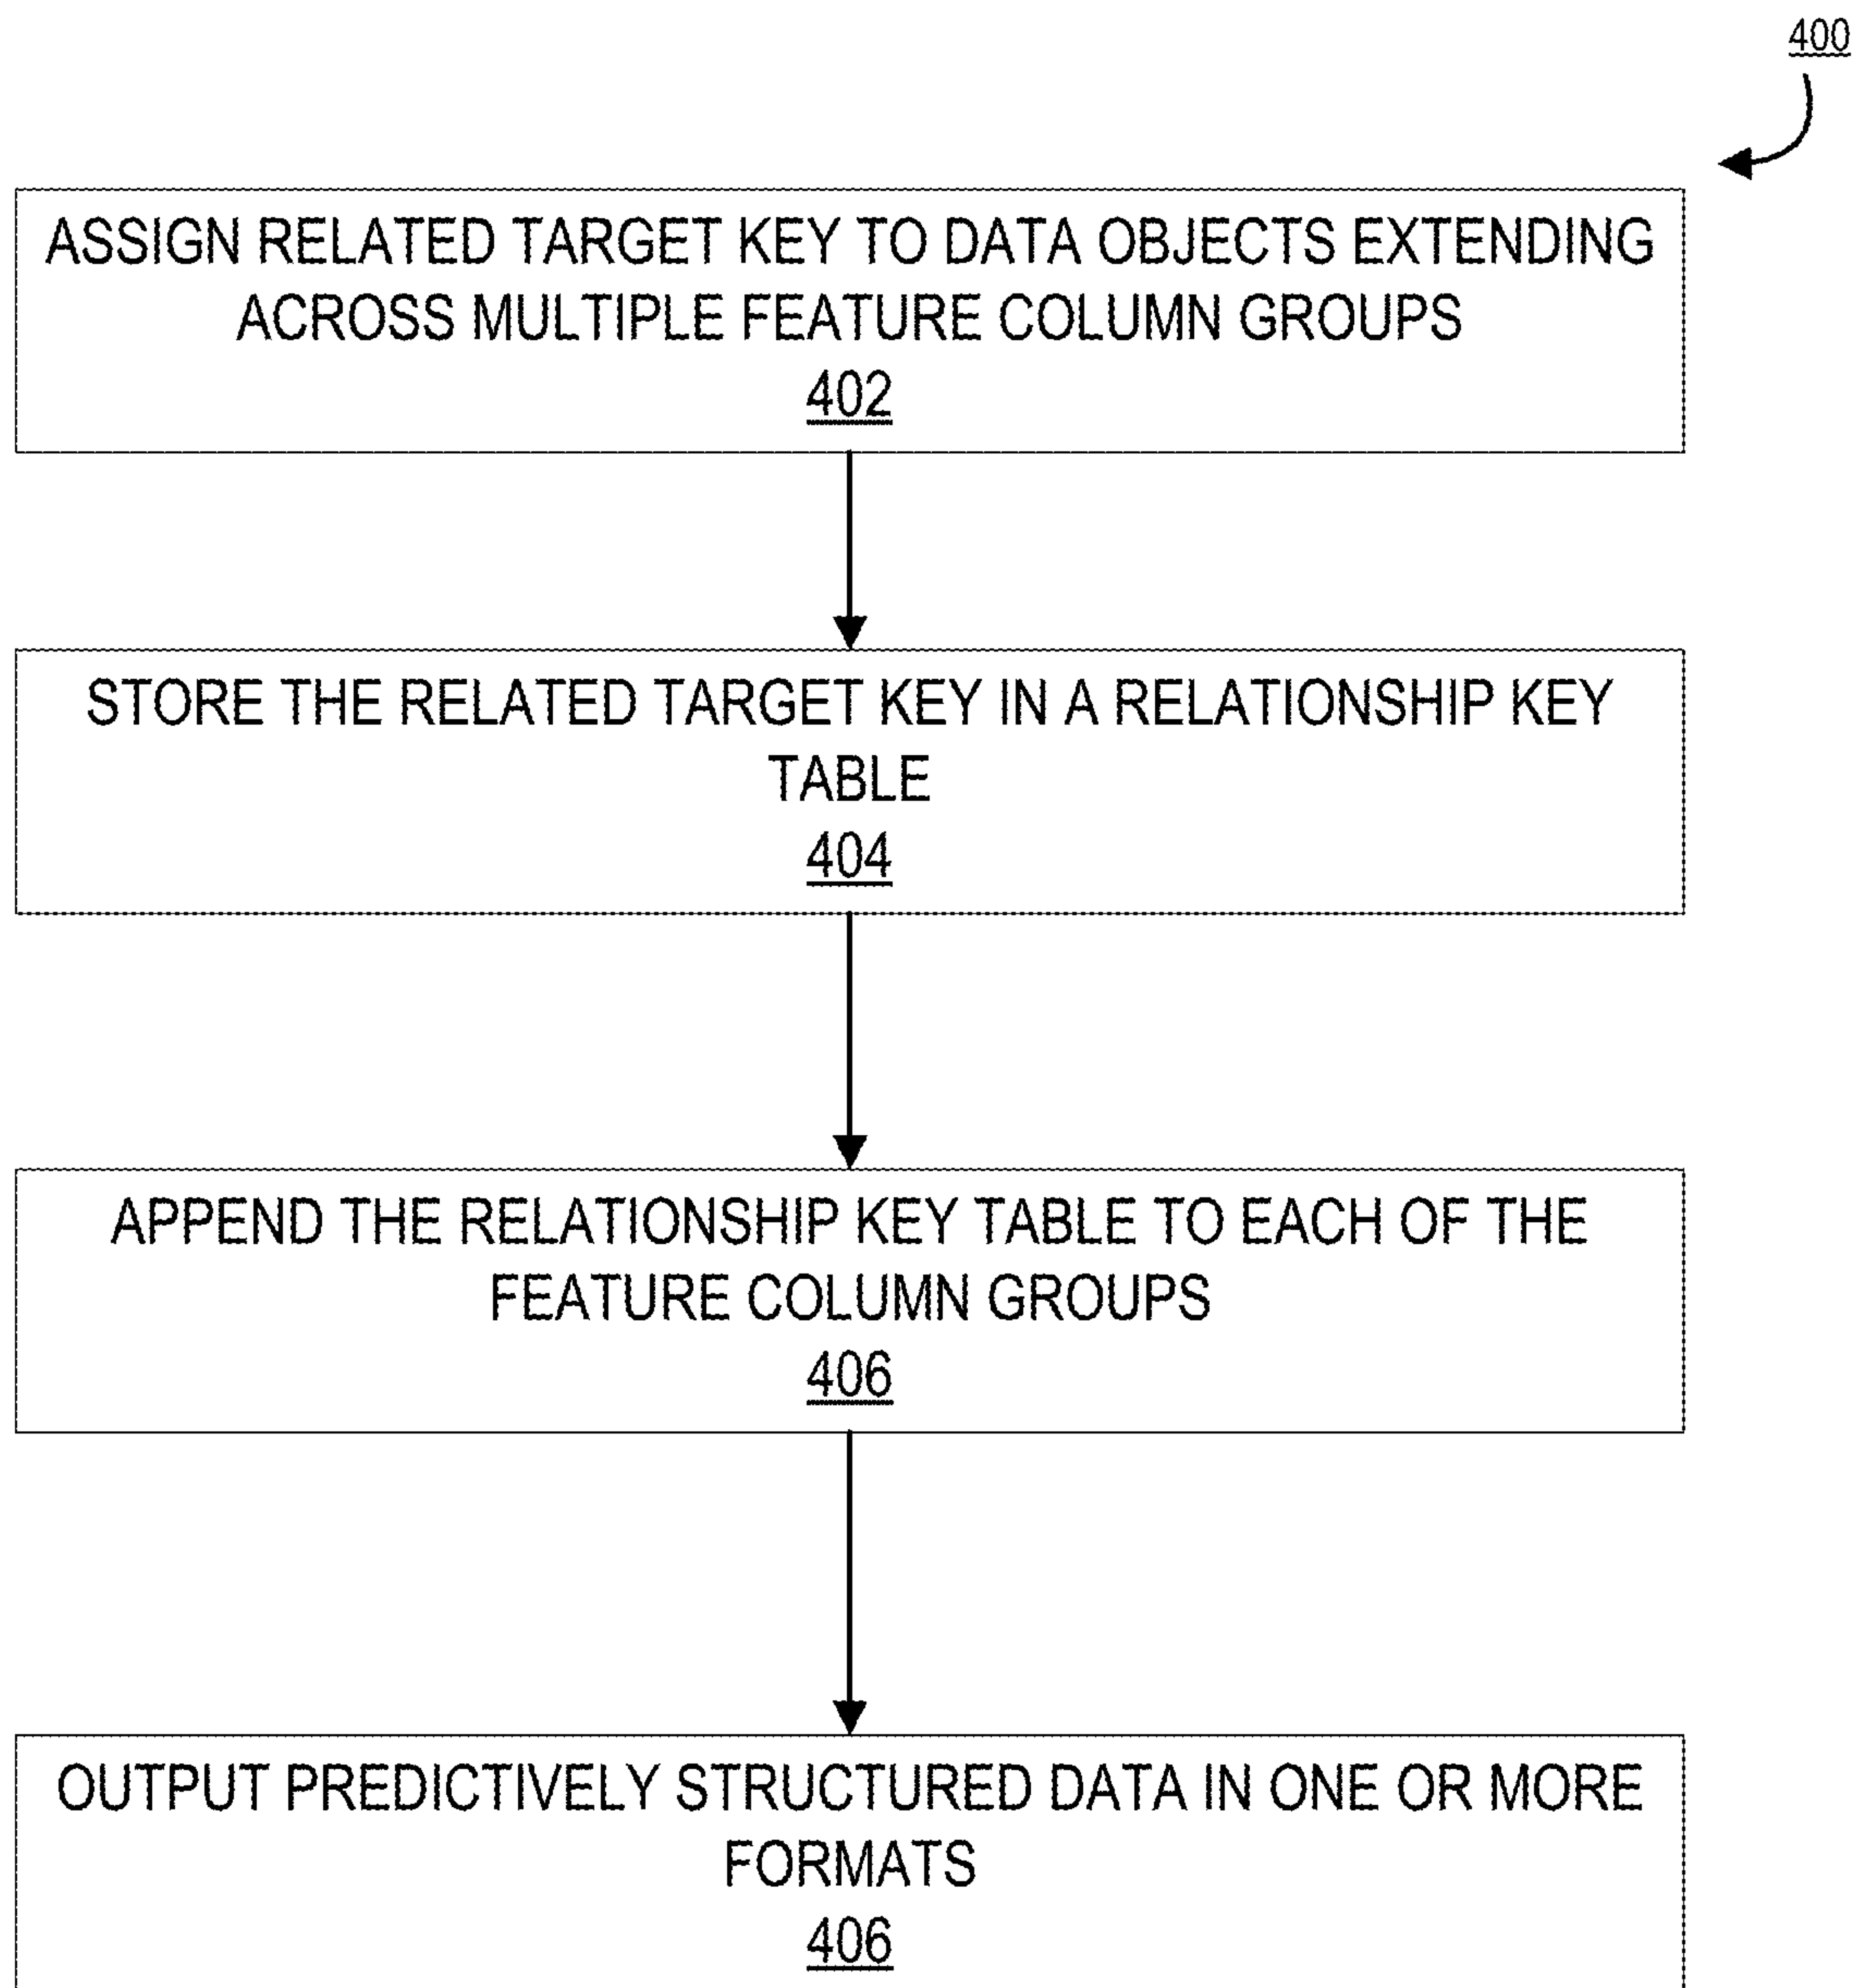 400
ASSIGN RELATED TARGET KEY TO DATA OBJECTS EXTENDING
ACROSS MULTIPLE FEATURE COLUMN GROUPS
402
STORE THE RELATED TARGET KEY IN A RELATIONSHIP KEY
TABLE
404
APPEND THE RELATIONSHIP KEY TABLE TO EACH OF THE
FEATURE COLUMN GROUPS
406
OUTPUT PREDICTIVELY STRUCTURED DATA IN ONE OR MORE
FORMATS
406